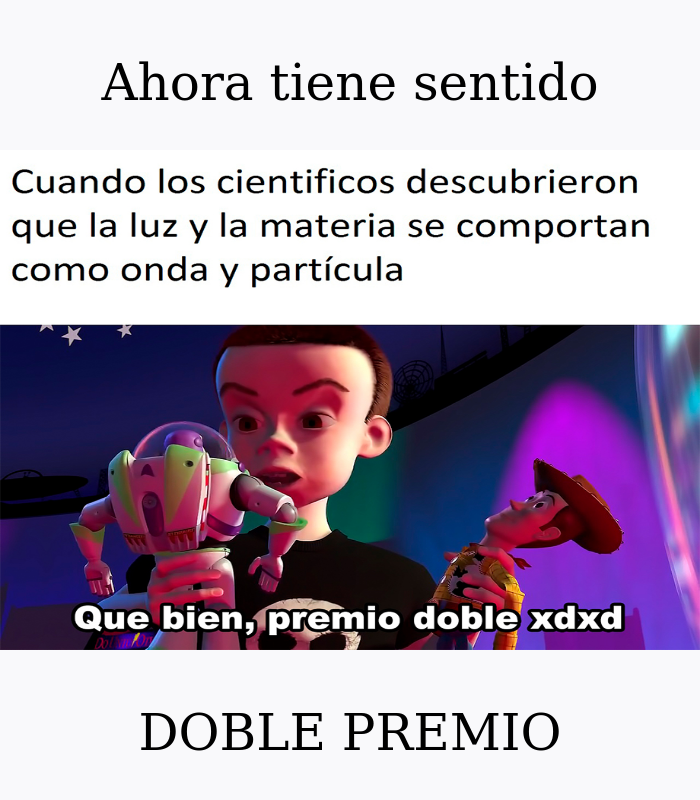 Ahora tiene sentido
Cuando los cientificos descubrieron
que la luz y la materia se comportan
como onda y partícula
Que bien, premio doble xdxd
DOBLE PREMIO